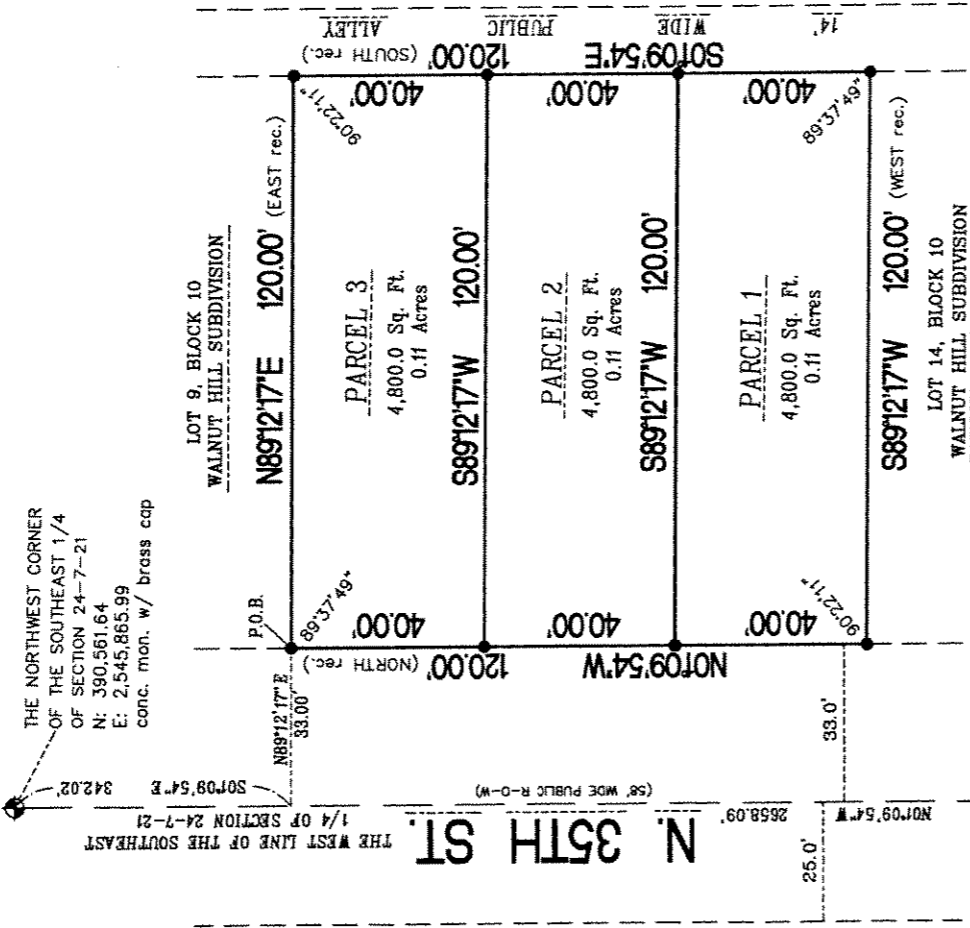 THE NORTHWEST CORNER
OF THE SOUTHEAST 1/4
OF SECTION 24-7-21
N: 390,561.64
E: 2,545,865.99
conc. mon. w/ brass cap
LOT 9, BLOCK 10
WALNUT HILL SUBDIVISION
P.O.B.
N89°12'17"E 120.00' (EAST rec.)
N89°12'17"E
33.00'
S01°09'54"E 342.02'
THE WEST LINE OF THE SOUTHEAST
1/4 OF SECTION 24-7-21
N. 35TH ST.
(58' WIDE PUBLIC R-O-W)
2658.09'
N01°09'54"W
25.0'
33.0'
N01°09'54"W 120.00' (NORTH rec.)
89°37'49"
40.00'
40.00'
40.00'
90°22'11"
PARCEL 3
4,800.0 Sq. Ft.
0.11 Acres
S89°12'17"W 120.00'
PARCEL 2
4,800.0 Sq. Ft.
0.11 Acres
S89°12'17"W 120.00'
PARCEL 1
4,800.0 Sq. Ft.
0.11 Acres
S89°12'17"W 120.00' (WEST rec.)
LOT 14, BLOCK 10
WALNUT HILL SUBDIVISION
90°22'11"
40.00'
40.00'
40.00'
89°37'49"
S01°09'54"E 120.00' (SOUTH rec.)
14' WIDE PUBLIC ALLEY